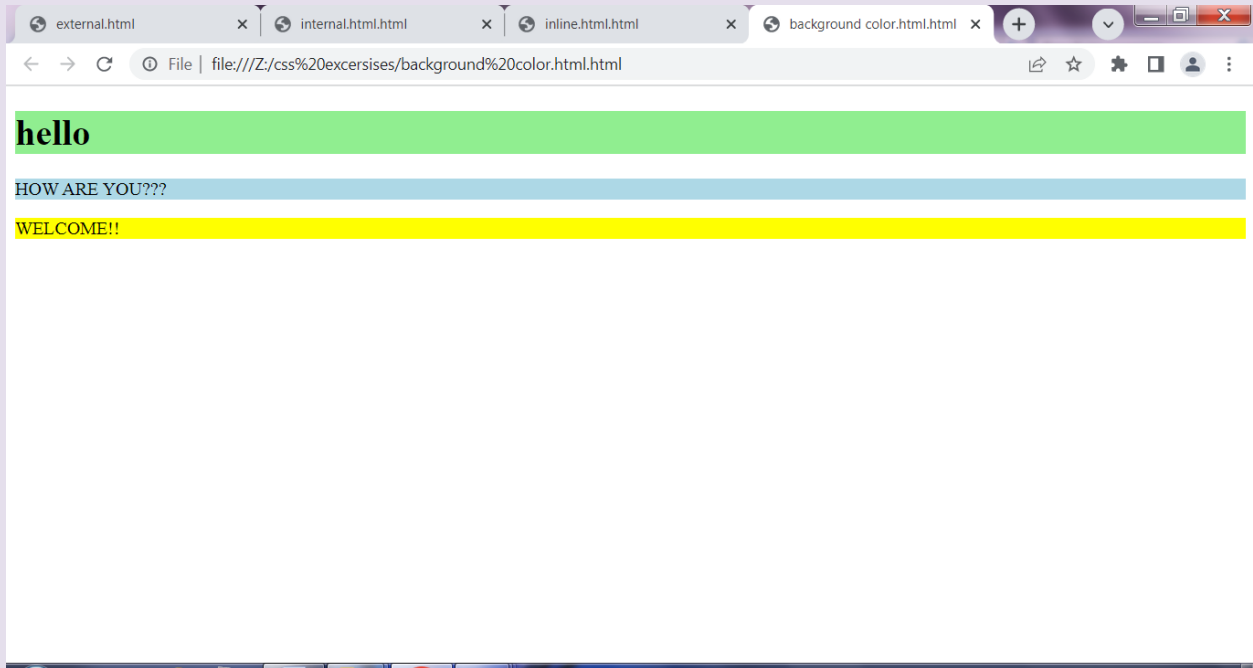 external.html
internal.html.html
inline.html.html
background color.html.html
File | file:///Z:/css%20excersises/background%20color.html.html
hello
HOW ARE YOU???
WELCOME!!